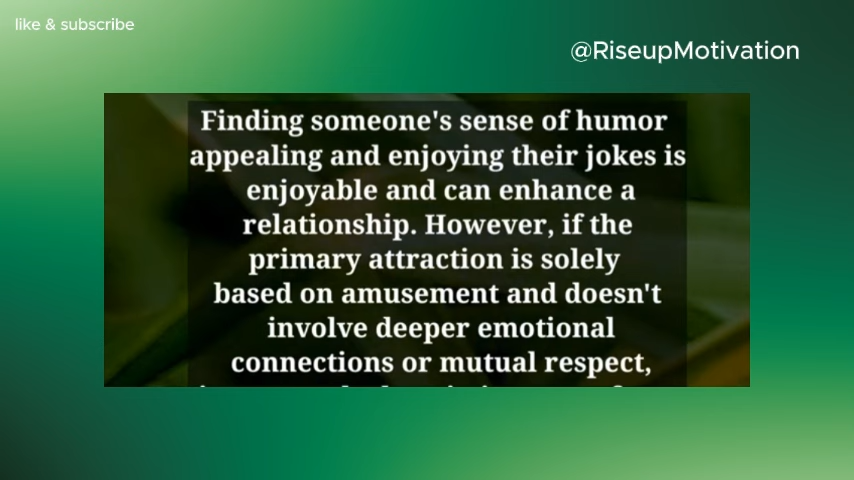 like & subscribe
@RiseupMotivation
Finding someone's sense of humor
appealing and enjoying their jokes is
enjoyable and can enhance a
relationship. However, if the
primary attraction is solely
based on amusement and doesn't
involve deeper emotional
connections or mutual respect,